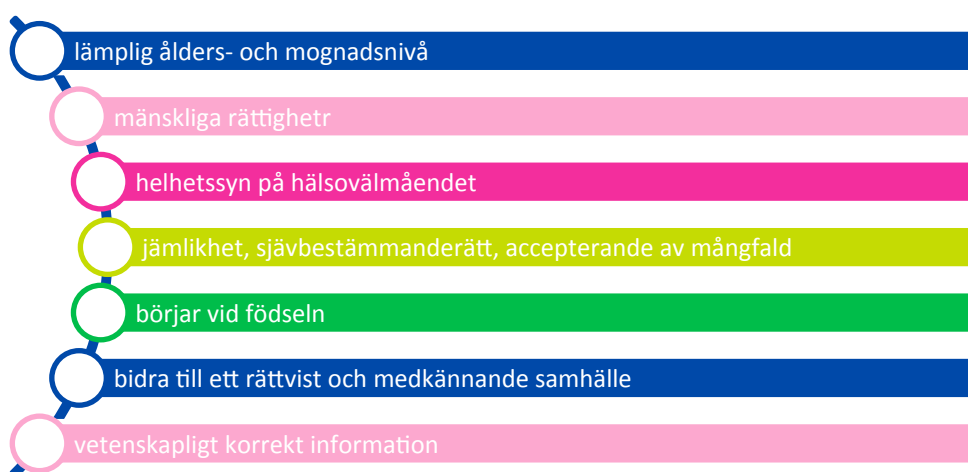 lämplig ålders- och mognadsnivå
mänskliga rättighetr
helhetssyn på hälsovälmåendet
jämlikhet, sjävbestämmanderätt, accepterande av mångfald
börjar vid födseln
bidra till ett rättvist och medkännande samhälle
vetenskapligt korrekt information